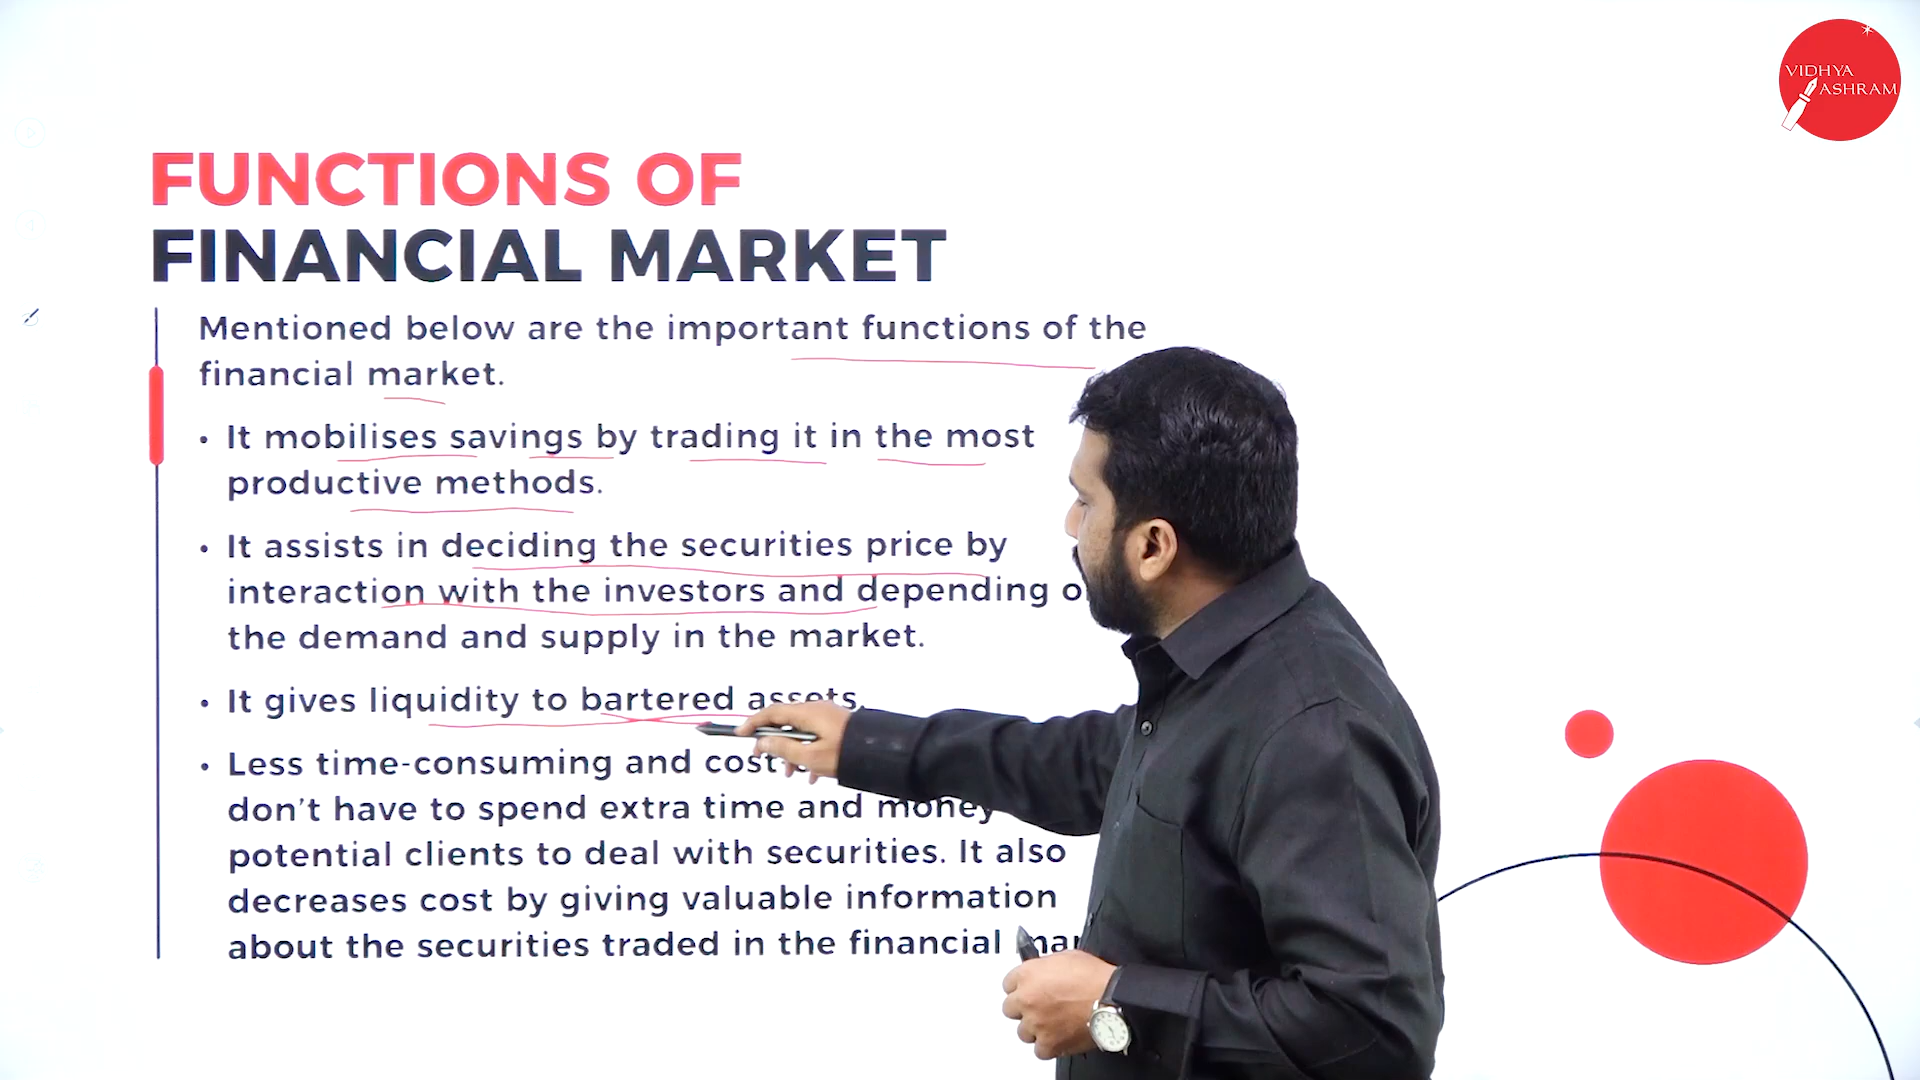 VIDHYA
ASHRAM
FUNCTIONS OF
FINANCIAL MARKET
Mentioned below are the important functions of the
financial market.
• It mobilises savings by trading it in the most
productive methods.
• It assists in deciding the securities price by
interaction with the investors and depending
the demand and supply in the market.
• It gives liquidity to bartered assets.
• Less time-consuming and cost-
don't have to spend extra time and money
potential clients to deal with securities. It also
decreases cost by giving valuable information
about the securities traded in the financial